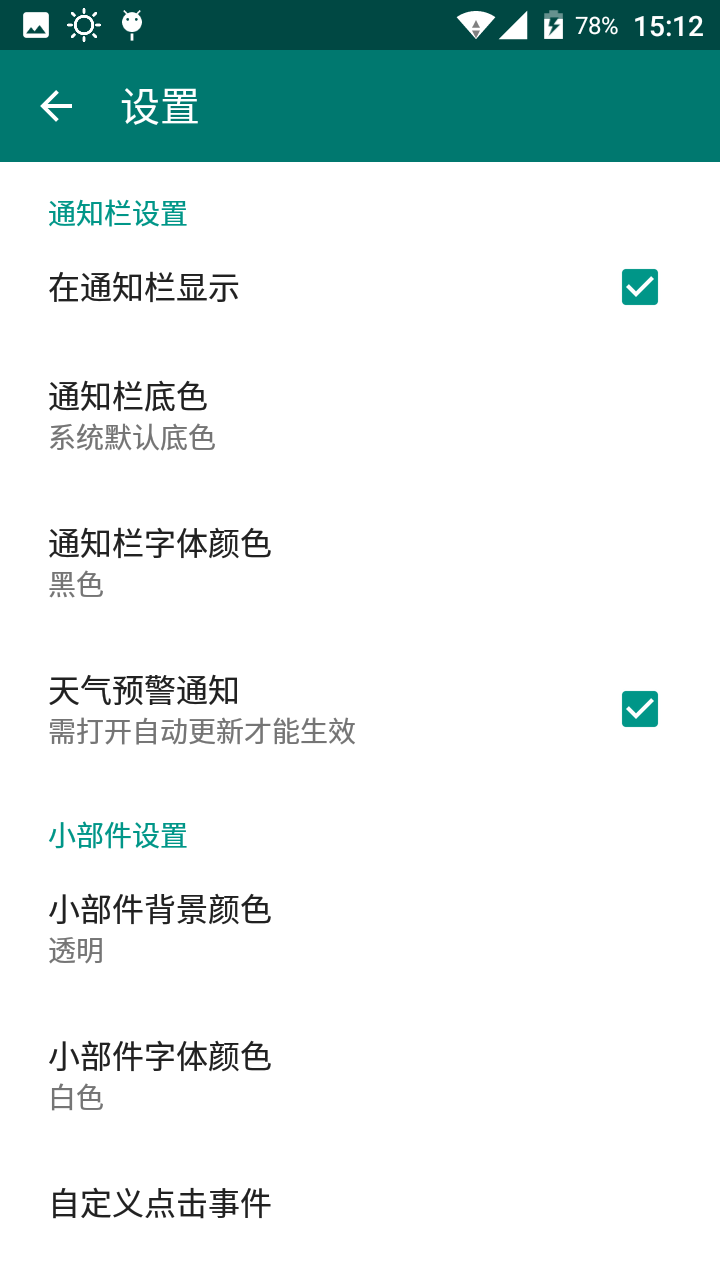 78% 15:12
设置
通知栏设置
在通知栏显示
通知栏底色
系统默认底色
通知栏字体颜色
黑色
天气预警通知
需打开自动更新才能生效
小部件设置
小部件背景颜色
透明
小部件字体颜色
白色
自定义点击事件